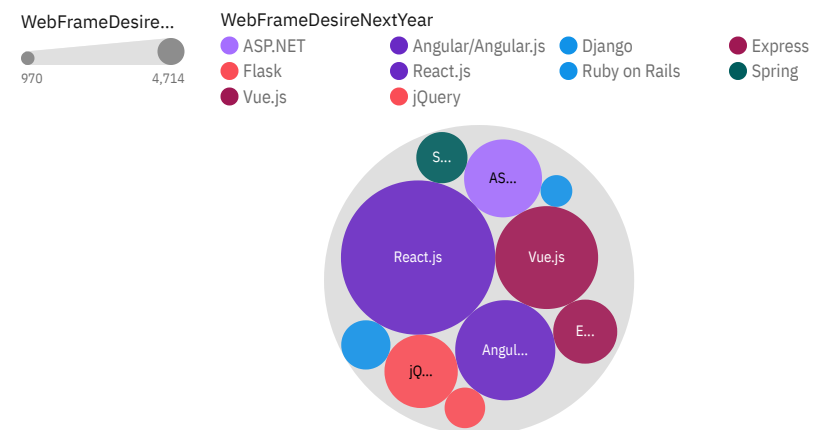 WebFrameDesire...
970 4,714
WebFrameDesireNextYear
ASP.NET Angular/Angular.js Django Express
Flask React.js Ruby on Rails Spring
Vue.js jQuery
S...
AS...
React.js
Vue.js
E...
Angul...
jQ...